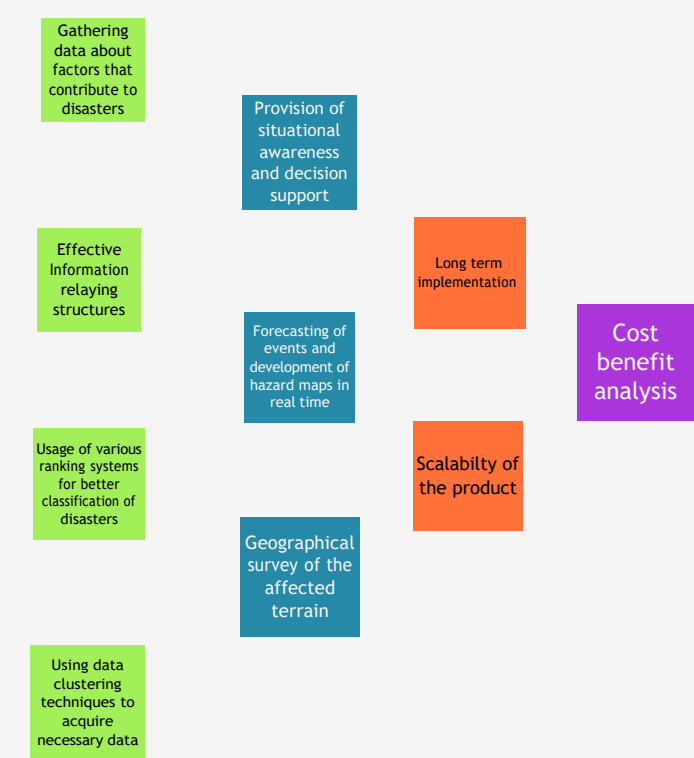 Gathering
data about
factors that
contribute to
disasters
Effective
Information
relaying
structures
Usage of various
ranking systems
for better
classification of
disasters
Using data
clustering
techniques to
acquire
necessary data
Provision of
situational
awareness
and decision
support
Forecasting of
events and
development of
hazard maps in
real time
Geographical
survey of the
affected
terrain
Long term
implementation
Scalabilty of
the product
Cost
benefit
analysis